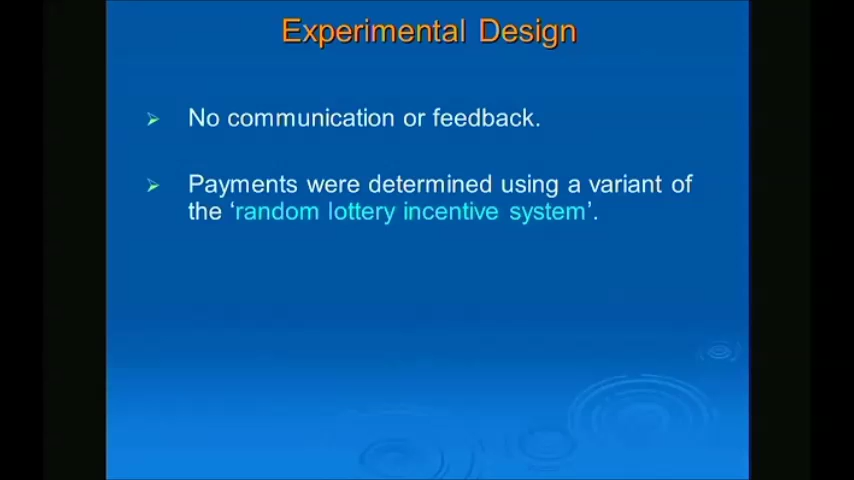 Experimental Design
No communication or feedback.
Payments were determined using a variant of
the ‘random lottery incentive system’.